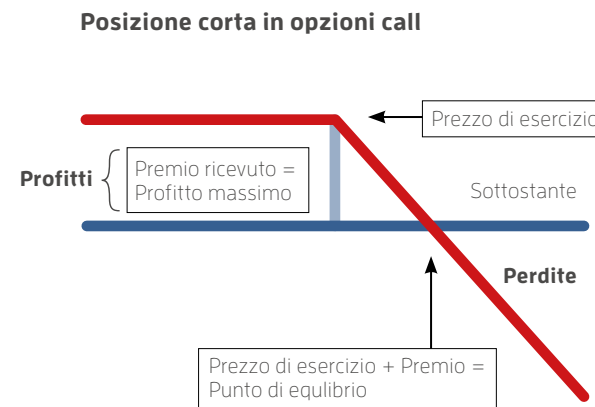 Posizione corta in opzioni call
Prezzo di esercizio
Profitti
Premio ricevuto =
Profitto massimo
Sottostante
Perdite
Prezzo di esercizio + Premio =
Punto di equlibrio